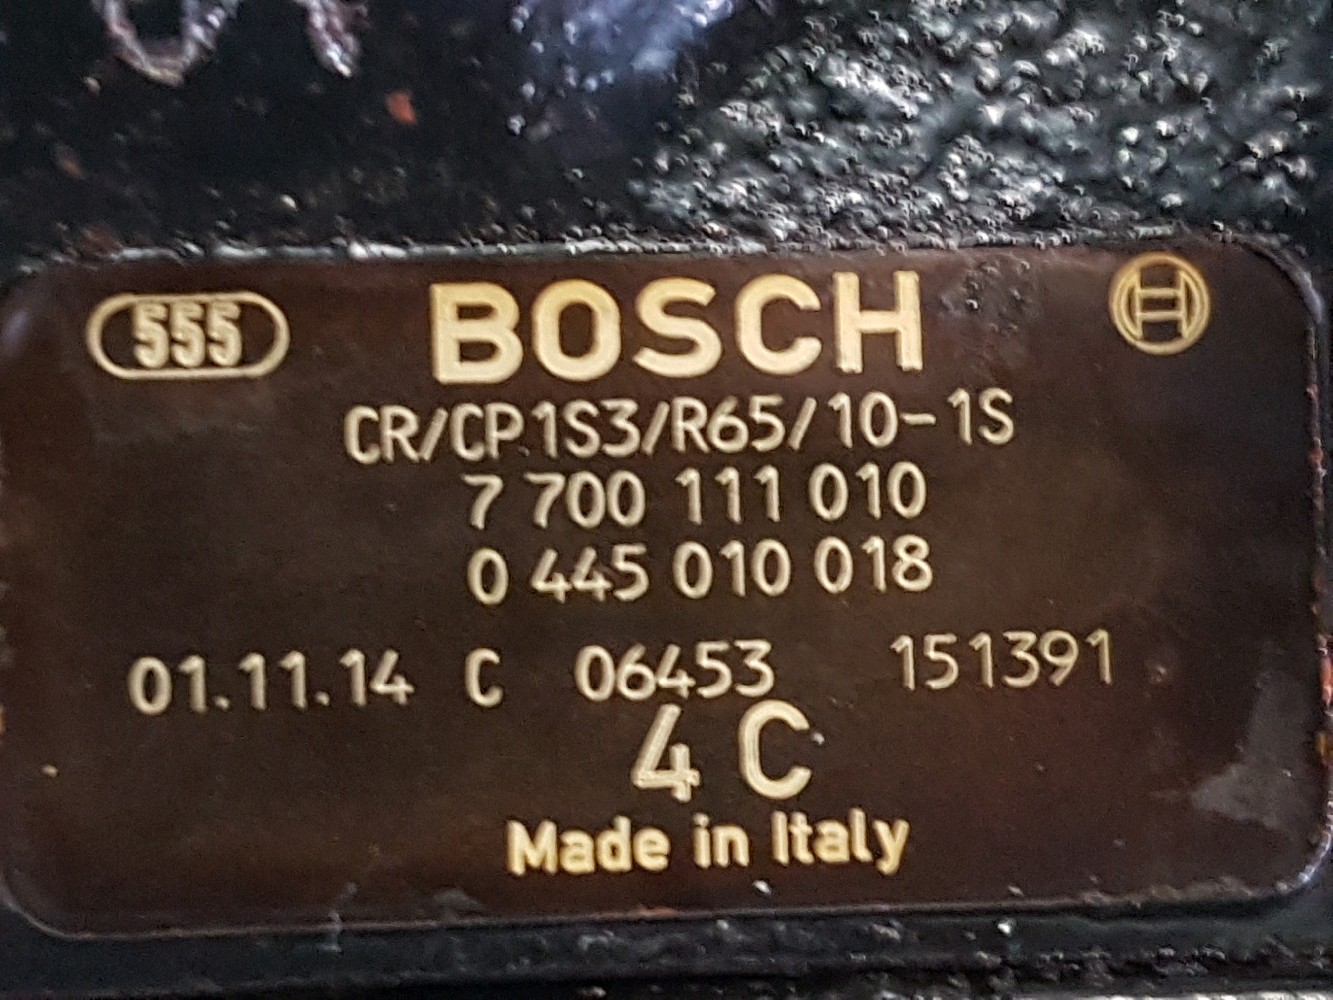 555 BOSCH
CR/CP1S3/R65/10-1S
7 700 111 010
0 445 010 018
01.11.14 C 06453 151391
4 C
Made in Italy